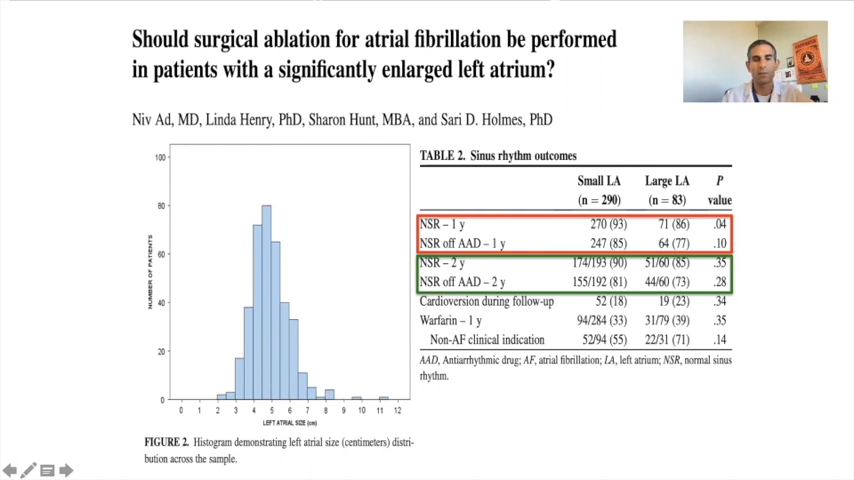 Should surgical ablation for atrial fibrillation be performed
in patients with a significantly enlarged left atrium?
Niv Ad, MD, Linda Henry, PhD, Sharon Hunt, MBA, and Sari D. Holmes, PhD
NUMBER OF PATIENTS
100
80
60
40
20
0
0 1 2 3 4 5 6 7 8 9 10 11 12
LEFT ATRIAL SIZE (cm)
FIGURE 2. Histogram demonstrating left atrial size (centimeters) distri-
bution across the sample.
TABLE 2. Sinus rhythm outcomes
Small LA Large LA P
(n = 290) (n = 83) value
NSR – 1 y 270 (93) 71 (86) .04
NSR off AAD – 1 y 247 (85) 64 (77) .10
NSR – 2 y 174/193 (90) 51/60 (85) .35
NSR off AAD – 2 y 155/192 (81) 44/60 (73) .28
Cardioversion during follow-up 52 (18) 19 (23) .34
Warfarin – 1 y 94/284 (33) 31/79 (39) .35
Non-AF clinical indication 52/94 (55) 22/31 (71) .14
AAD, Antiarrhythmic drug; AF, atrial fibrillation; LA, left atrium; NSR, normal sinus
rhythm.